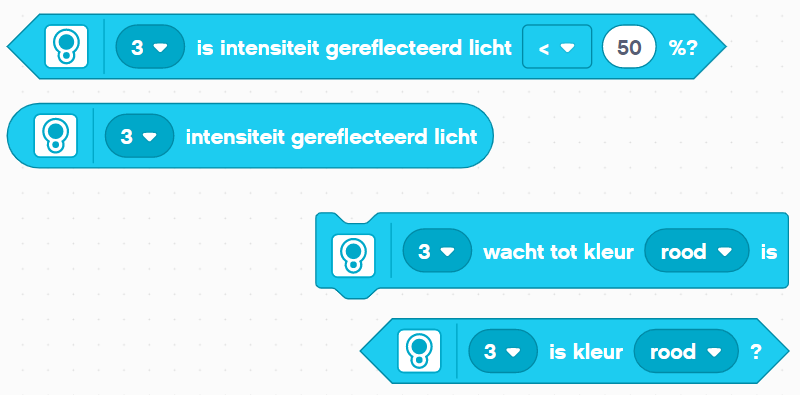 3 is intensiteit gereflecteerd licht < 50 %?
3 intensiteit gereflecteerd licht
3 wacht tot kleur rood is
3 is kleur rood ?